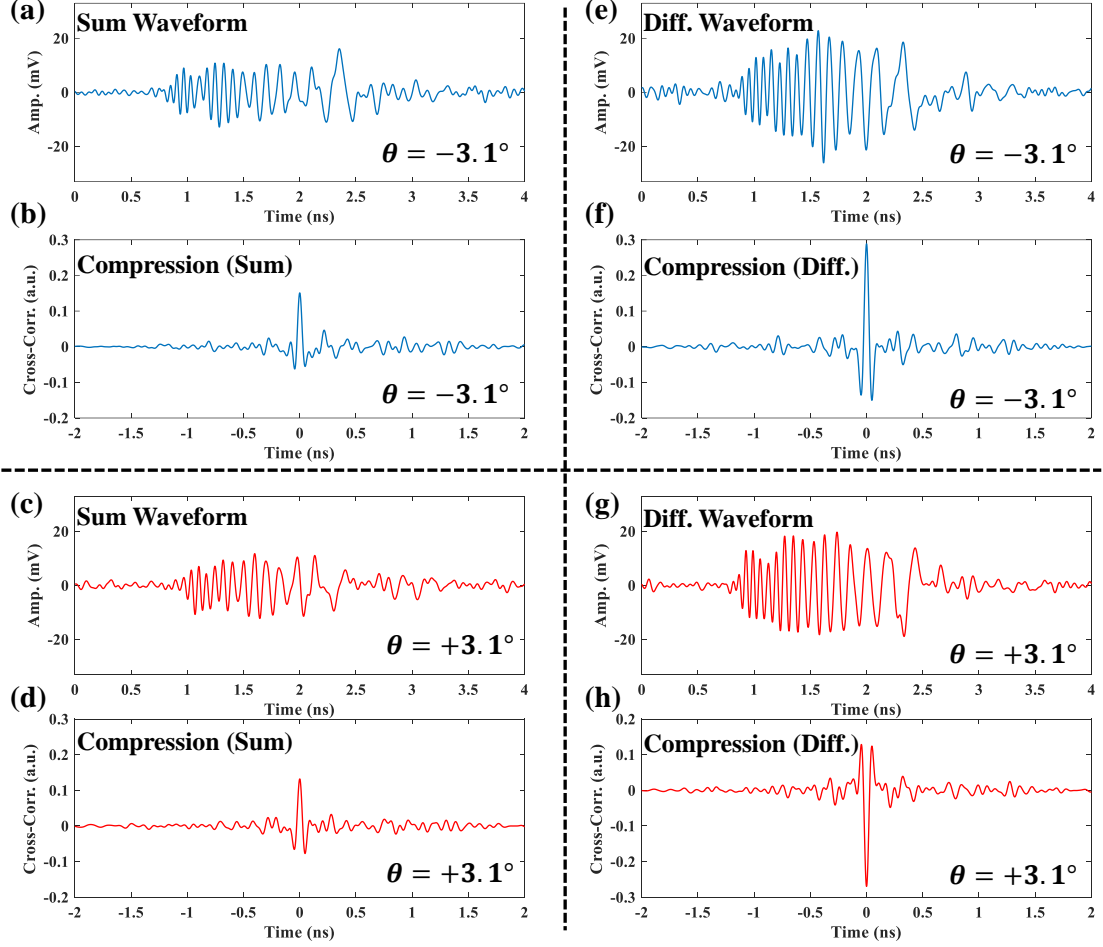 (a)
Sum Waveform
Amp. (mV)
20
0
-20
θ = −3.1°
0 0.5 1 1.5 2 2.5 3 3.5 4
Time (ns)
(b)
Compression (Sum)
Cross-Corr. (a.u.)
0.3
0.2
0.1
0
-0.1
-0.2
θ = −3.1°
-2 -1.5 -1 -0.5 0 0.5 1 1.5 2
Time (ns)
(e)
Diff. Waveform
Amp. (mV)
20
0
-20
θ = −3.1°
0 0.5 1 1.5 2 2.5 3 3.5 4
Time (ns)
(f)
Compression (Diff.)
Cross-Corr. (a.u.)
0.3
0.2
0.1
0
-0.1
-0.2
θ = −3.1°
-2 -1.5 -1 -0.5 0 0.5 1 1.5 2
Time (ns)
(c)
Sum Waveform
Amp. (mV)
20
0
-20
θ = +3.1°
0 0.5 1 1.5 2 2.5 3 3.5 4
Time (ns)
(d)
Compression (Sum)
Cross-Corr. (a.u.)
0.3
0.2
0.1
0
-0.1
0.2
θ = +3.1°
-2 -1.5 -1 -0.5 0 0.5 1 1.5 2
Time (ns)
(g)
Diff. Waveform
Amp. (mV)
20
0
-20
θ = +3.1°
0 0.5 1 1.5 2 2.5 3 3.5 4
Time (ns)
(h)
Compression (Diff.)
Cross-Corr. (a.u.)
0.2
0.1
0
-0.1
-0.2
-0.3
θ = +3.1°
-2 -1.5 -1 -0.5 0 0.5 1 1.5 2
Time (ns)